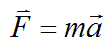 F⃗ = ma⃗